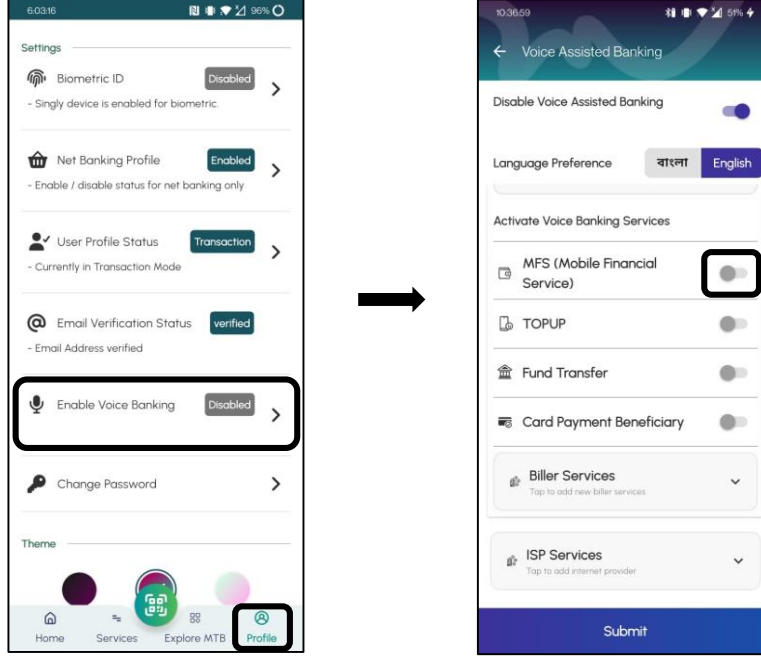 6:03:16
96%
Settings
Biometric ID
Disabled
- Singly device is enabled for biometric.
Net Banking Profile
Enabled
- Enable / disable status for net banking only
User Profile Status
Transaction
- Currently in Transaction Mode
Email Verification Status
verified
- Email Address verified
Enable Voice Banking
Disabled
Change Password
Theme
Home
Services
Explore MTB
Profile
10:36:59
51%
Voice Assisted Banking
Disable Voice Assisted Banking
Language Preference
বাংলা
English
Activate Voice Banking Services
MFS (Mobile Financial
Service)
TOPUP
Fund Transfer
Card Payment Beneficiary
Biller Services
Tap to add new biller services
ISP Services
Tap to add internet provider
Submit